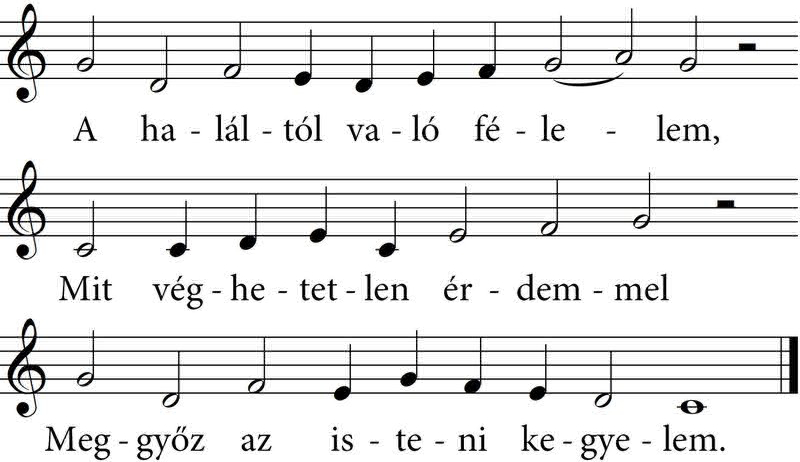 A ha - lál - tól va - ló fé - le - lem,
Mit vég - he - tet - len ér - dem - mel
Meg - győz az is - te - ni ke - gye - lem.